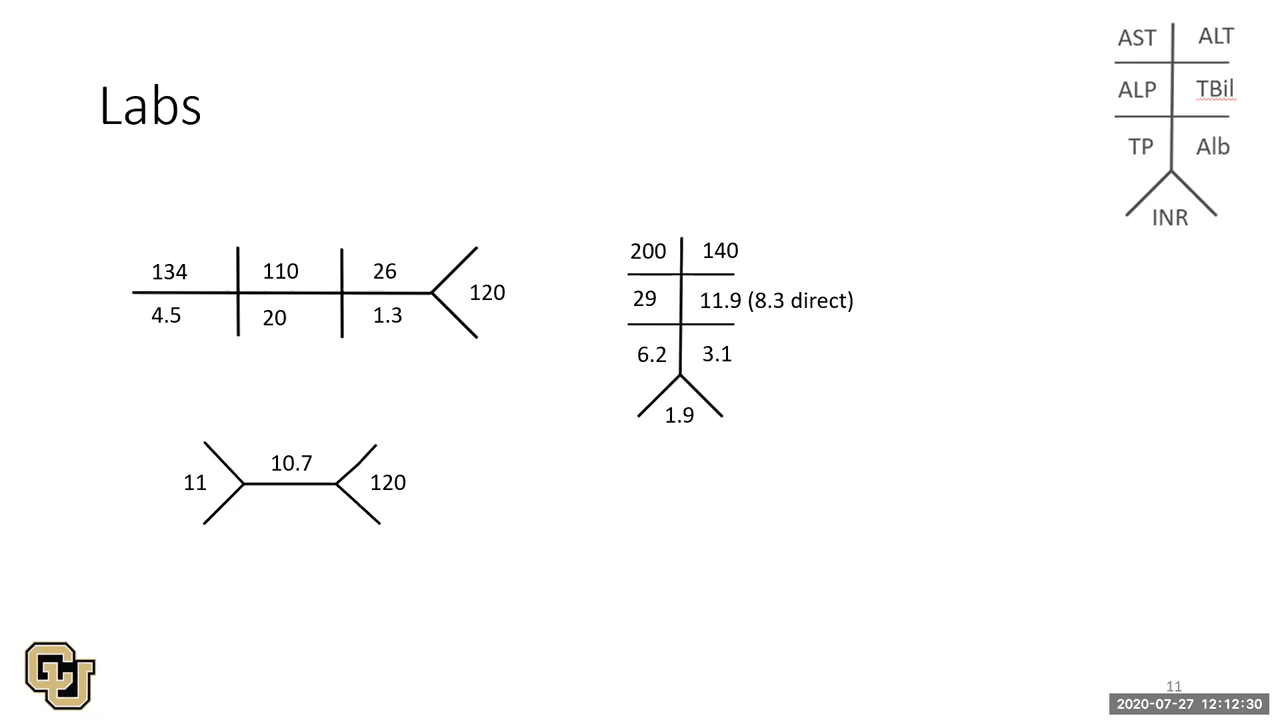 AST ALT
ALP TBil
TP Alb
INR
Labs
134 110 26 120
4.5 20 1.3
200 140
29 11.9 (8.3 direct)
6.2 3.1
1.9
10.7
11 120
CU
11
2020-07-27 12:12:30